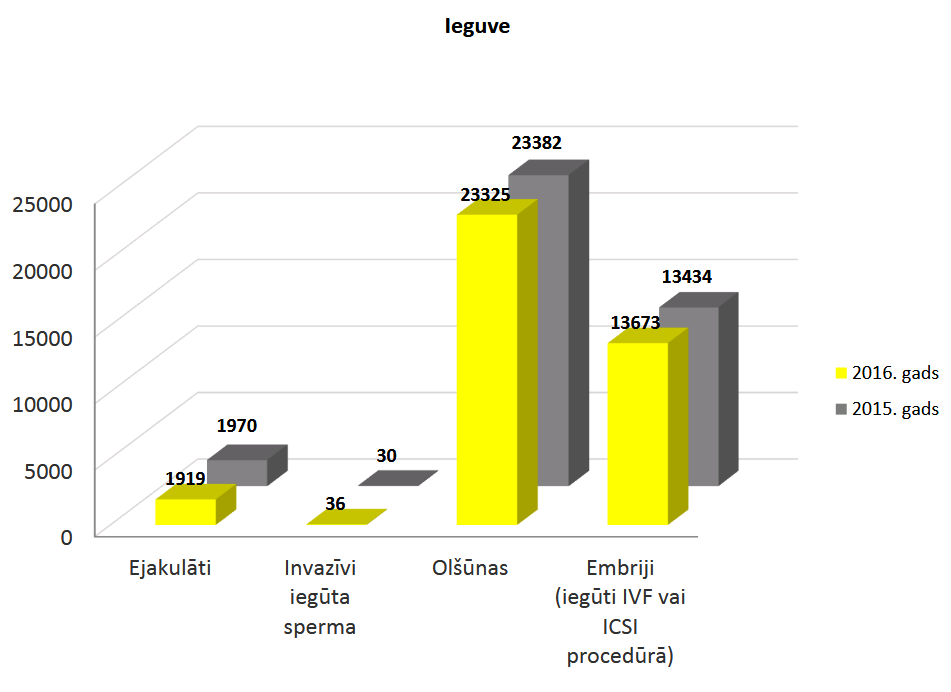 Ieguve
23382
23325
25000
20000
15000
10000
5000
0
13434
13673
1970
1919
30
36
2016. gads
2015. gads
Ejakulāti
Invazīvi
iegūta
sperma
Olšūnas
Embriji
(iegūti IVF vai
ICSI
procedūrā)